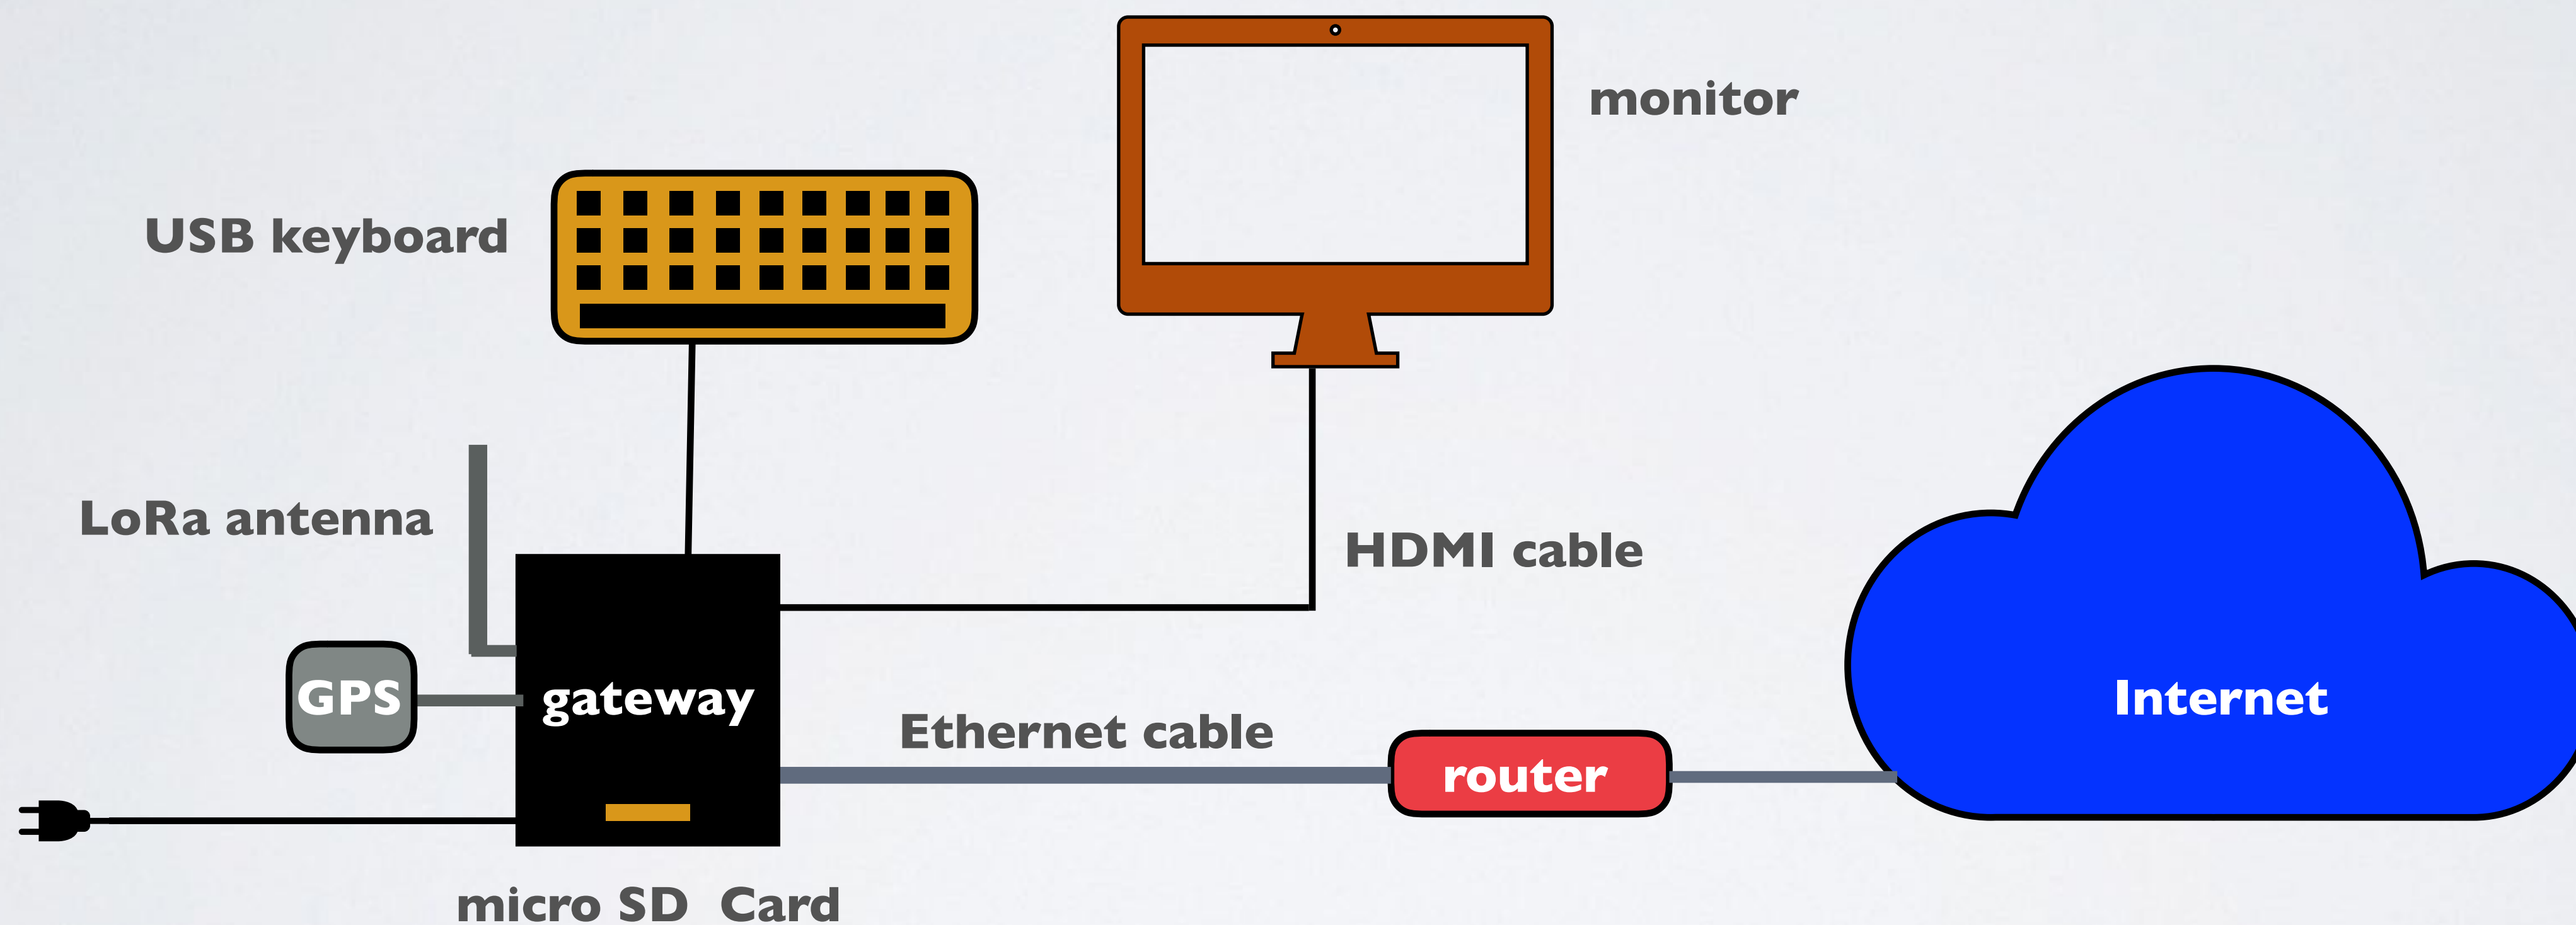 monitor
USB keyboard
LoRa antenna
HDMI cable
GPS
gateway
Internet
Ethernet cable
router
micro SD Card